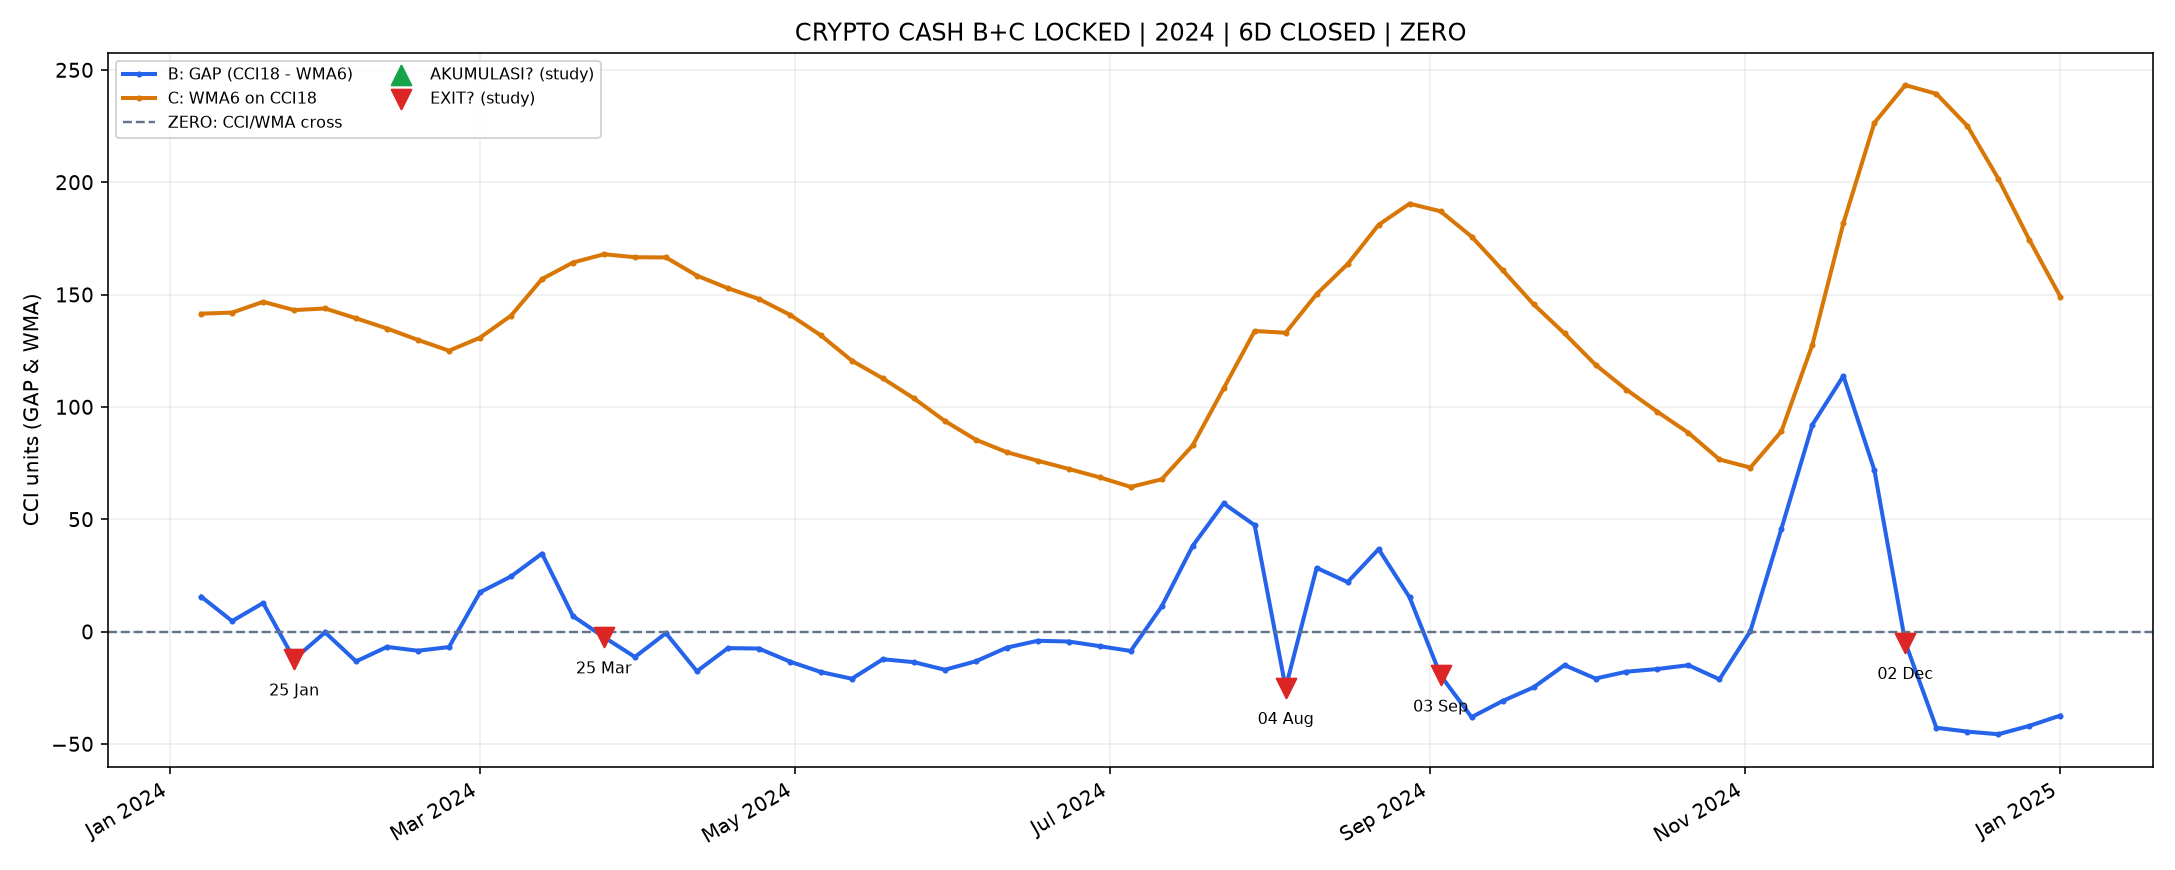 CRYPTO CASH B+C LOCKED | 2024 | 6D CLOSED | ZERO
B: GAP (CCI18 - WMA6)
C: WMA6 on CCI18
ZERO: CCI/WMA cross
AKUMULASI? (study)
EXIT? (study)
CCI units (GAP & WMA)
250
200
150
100
50
0
−50
25 Jan
25 Mar
04 Aug
03 Sep
02 Dec
Jan 2024
Mar 2024
May 2024
Jul 2024
Sep 2024
Nov 2024
Jan 2025